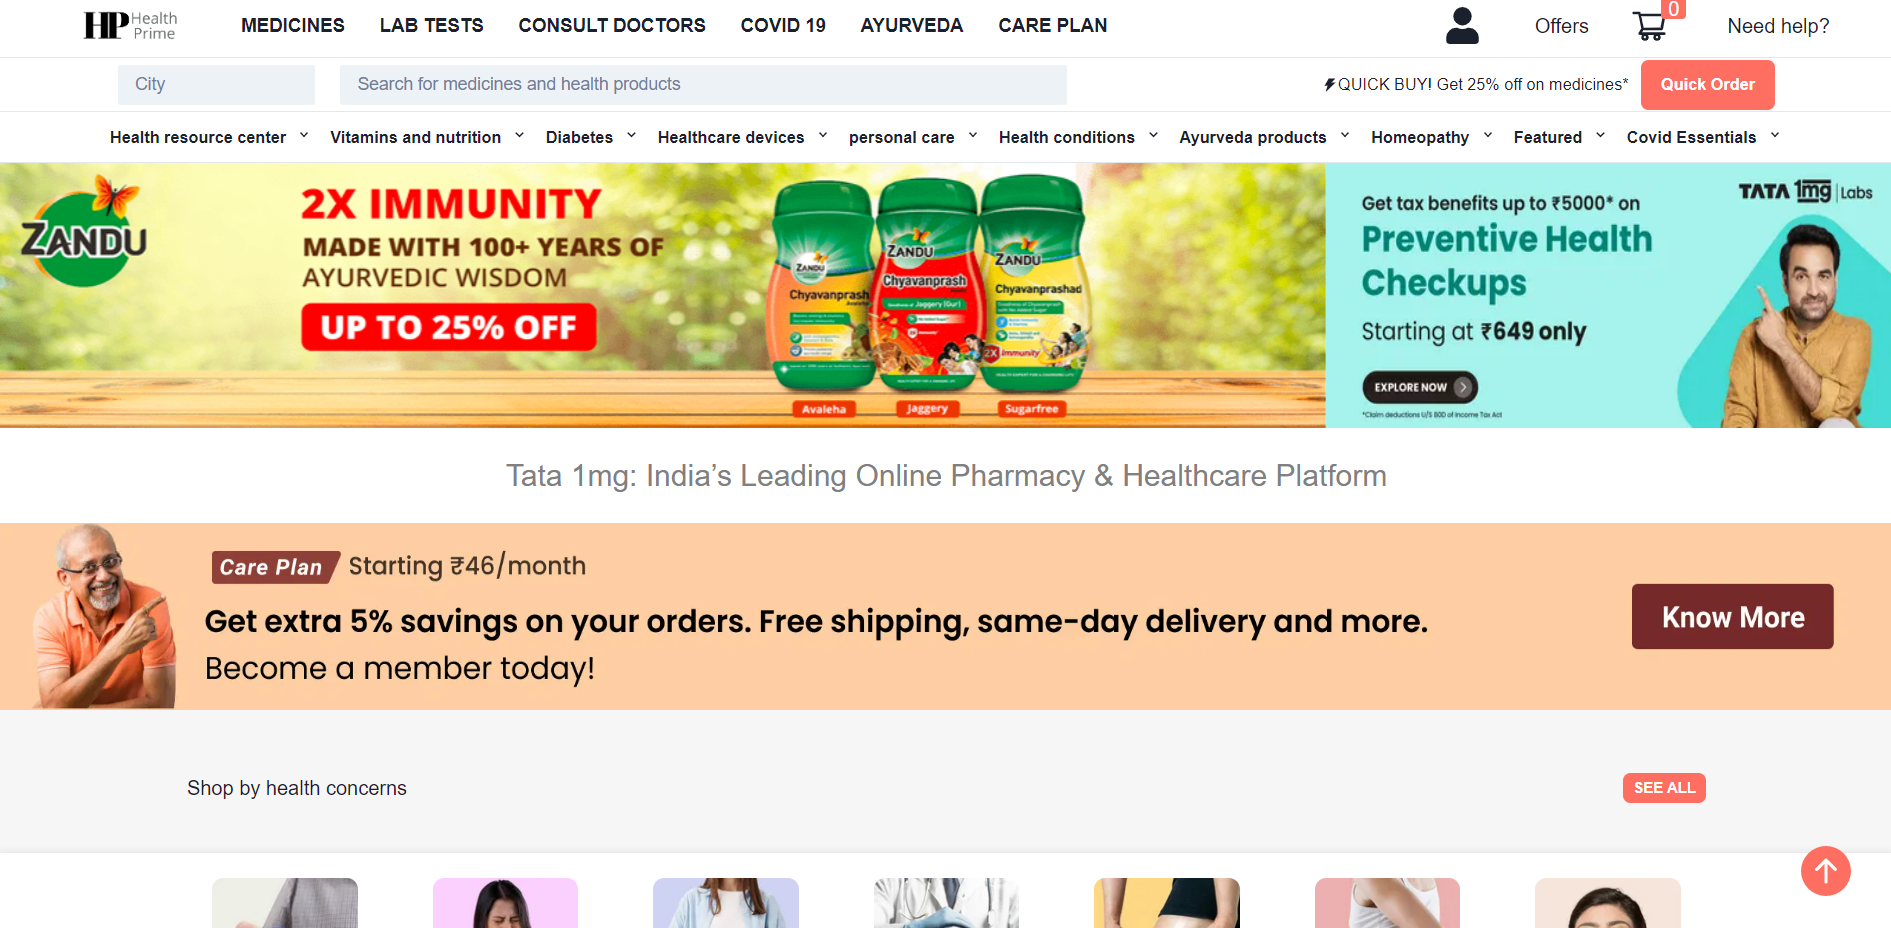 HP Health Prime
MEDICINES LAB TESTS CONSULT DOCTORS COVID 19 AYURVEDA CARE PLAN
Offers 0 Need help?
City Search for medicines and health products
QUICK BUY! Get 25% off on medicines* Quick Order
Health resource center Vitamins and nutrition Diabetes Healthcare devices personal care Health conditions Ayurveda products Homeopathy Featured Covid Essentials
ZANDU
2X IMMUNITY
MADE WITH 100+ YEARS OF
AYURVEDIC WISDOM
UP TO 25% OFF
ZANDU
Chyavanprash
Avaleha
ZANDU
Chyavanprash
Jaggery
ZANDU
Chyavanprashad
2X Immunity
Sugarfree
TATA 1mg Labs
Get tax benefits up to ₹5000* on
Preventive Health
Checkups
Starting at ₹649 only
EXPLORE NOW
*Claim deductions U/S 80D of Income Tax Act
Tata 1mg: India’s Leading Online Pharmacy & Healthcare Platform
Care Plan Starting ₹46/month
Get extra 5% savings on your orders. Free shipping, same-day delivery and more.
Become a member today!
Know More
Shop by health concerns
SEE ALL